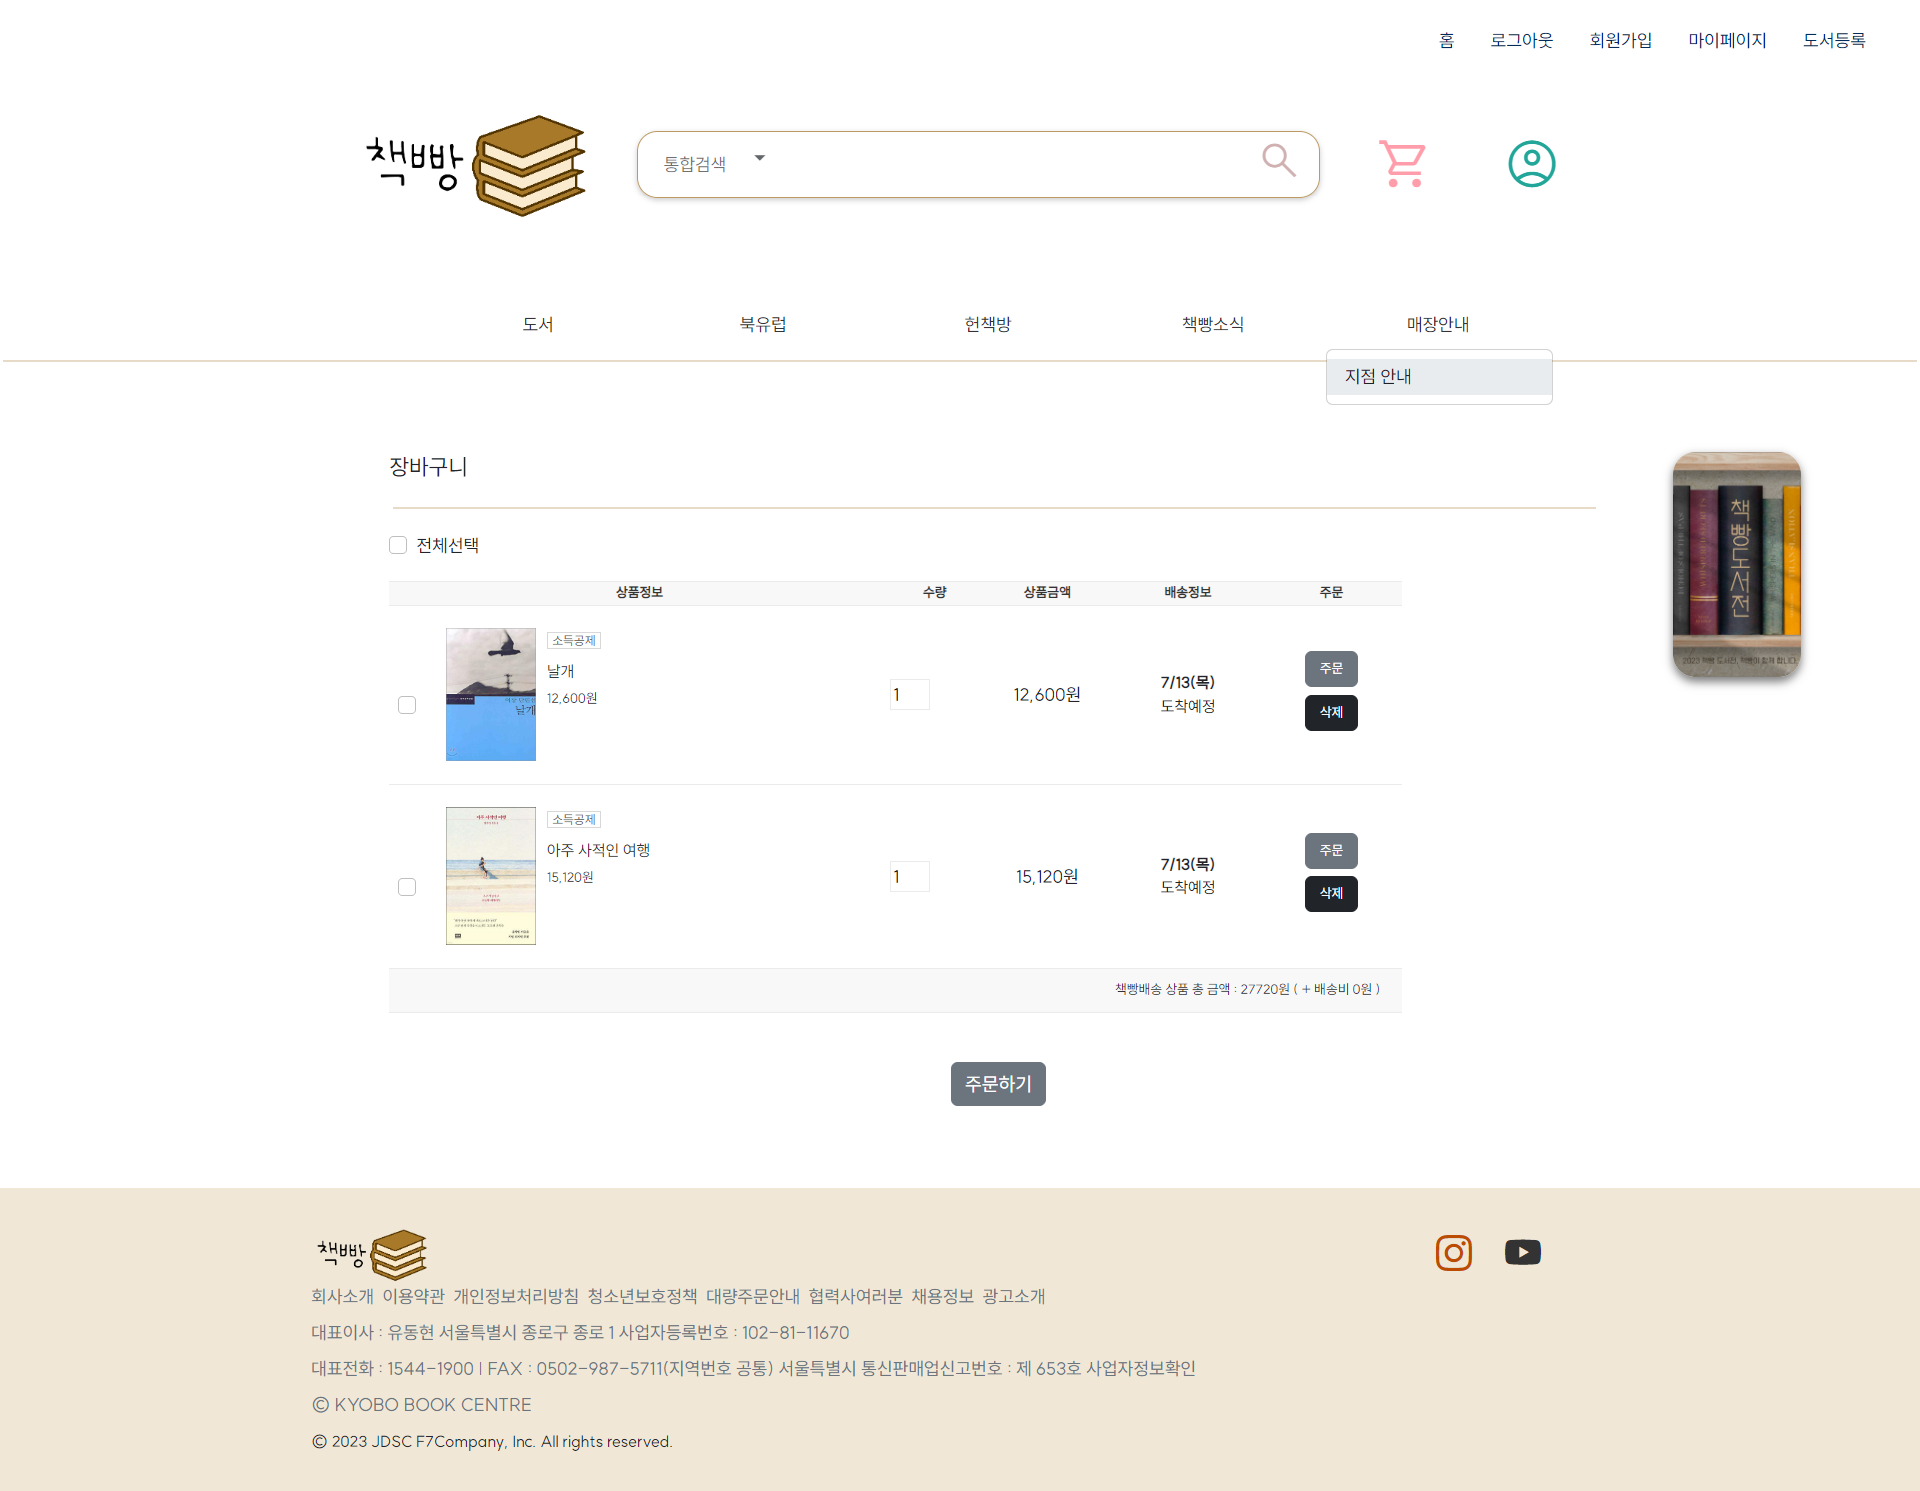 홈 로그아웃 회원가입 마이페이지 도서등록
책빵
통합검색
도서 북유럽 헌책방 책빵소식 매장안내
지점 안내
장바구니
전체선택
상품정보 수량 상품금액 배송정보 주문
소득공제
날개
12,600원
날개
1
12,600원
7/13(목)
도착예정
주문
삭제
소득공제
아주 사적인 여행
15,120원
아주 사적인 여행
1
15,120원
7/13(목)
도착예정
주문
삭제
책빵배송 상품 총 금액 : 27720원 ( + 배송비 0원 )
주문하기
책빵도서전
책빵
회사소개 이용약관 개인정보처리방침 청소년보호정책 대량주문안내 협력사여러분 채용정보 광고소개
대표이사 : 유동현 서울특별시 종로구 종로 1 사업자등록번호 : 102-81-11670
대표전화 : 1544-1900 | FAX : 0502-987-5711(지역번호 공통) 서울특별시 통신판매업신고번호 : 제 653호 사업자정보확인
© KYOBO BOOK CENTRE
© 2023 JDSC F7Company, Inc. All rights reserved.